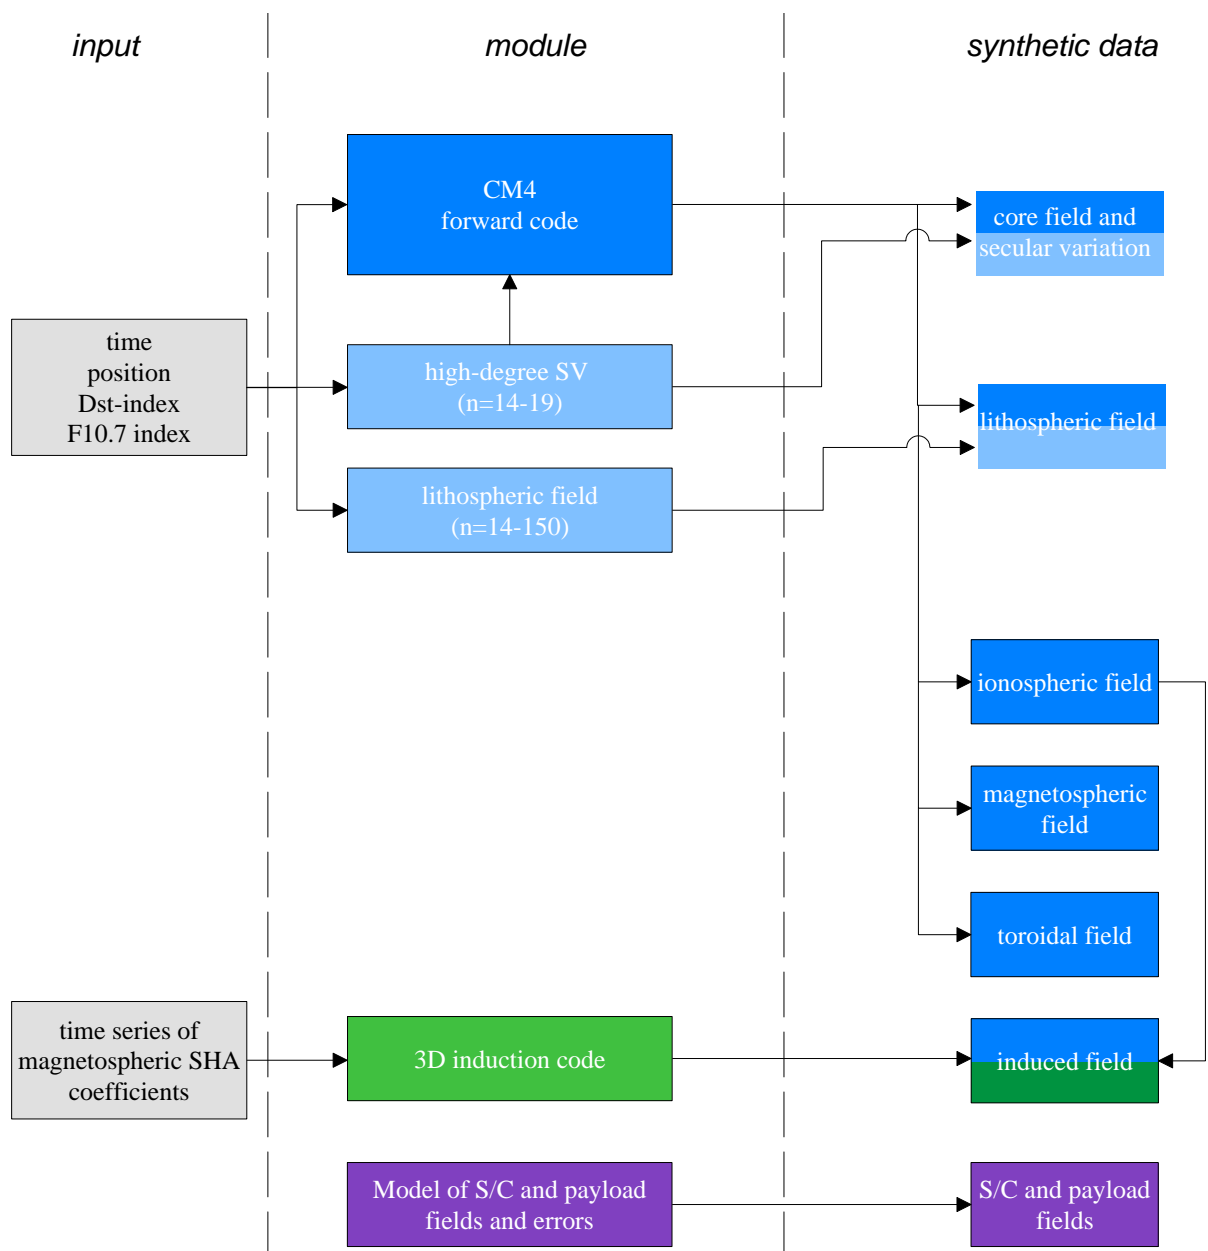 input
module
synthetic data
CM4
forward code
core field and
secular variation
time
position
Dst-index
F10.7 index
high-degree SV
(n=14-19)
lithospheric field
lithospheric field
(n=14-150)
ionospheric field
magnetospheric
field
toroidal field
time series of
magnetospheric SHA
coefficients
3D induction code
induced field
Model of S/C and payload
fields and errors
S/C and payload
fields